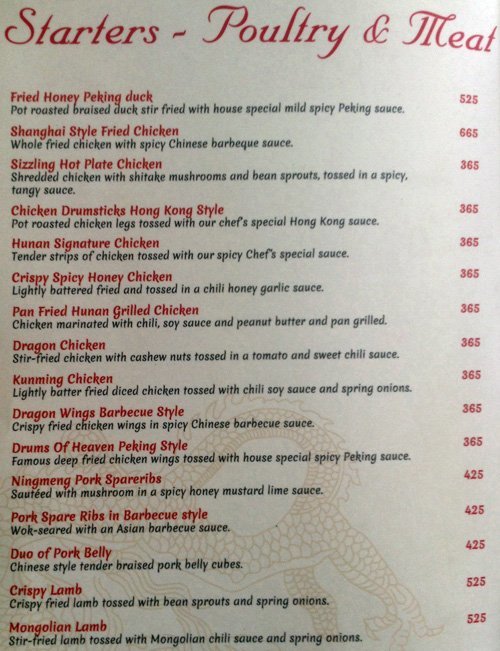 Starters - Poultry & Meat
Fried Honey Peking duck 525
Pot roasted braised duck stir fried with house special mild spicy Peking sauce.
Shanghai Style Fried Chicken 665
Whole fried chicken with spicy Chinese barbeque sauce.
Sizzling Hot Plate Chicken 365
Shredded chicken with shitake mushrooms and bean sprouts, tossed in a spicy,
tangy sauce.
Chicken Drumsticks Hong Kong Style 365
Pot roasted chicken legs tossed with our chef's special Hong Kong sauce.
Hunan Signature Chicken 365
Tender strips of chicken tossed with our spicy Chef's special sauce.
Crispy Spicy Honey Chicken 365
Lightly battered fried and tossed in a chili honey garlic sauce.
Pan Fried Hunan Grilled Chicken 365
Chicken marinated with chili, soy sauce and peanut butter and pan grilled.
Dragon Chicken 365
Stir-fried chicken with cashew nuts tossed in a tomato and sweet chili sauce.
Kunming Chicken 365
Lightly batter fried diced chicken tossed with chili soy sauce and spring onions.
Dragon Wings Barbecue Style 365
Crispy fried chicken wings in spicy Chinese barbecue sauce.
Drums Of Heaven Peking Style 365
Famous deep fried chicken wings tossed with house special spicy Peking sauce.
Ningmeng Pork Spareribs 425
Sautéed with mushroom in a spicy honey mustard lime sauce.
Pork Spare Ribs in Barbecue style 425
Wok-seared with an Asian barbecue sauce.
Duo of Pork Belly 425
Chinese style tender braised pork belly cubes.
Crispy Lamb 525
Crispy fried lamb tossed with bean sprouts and spring onions.
Mongolian Lamb 525
Stir-fried lamb tossed with Mongolian chili sauce and spring onions.